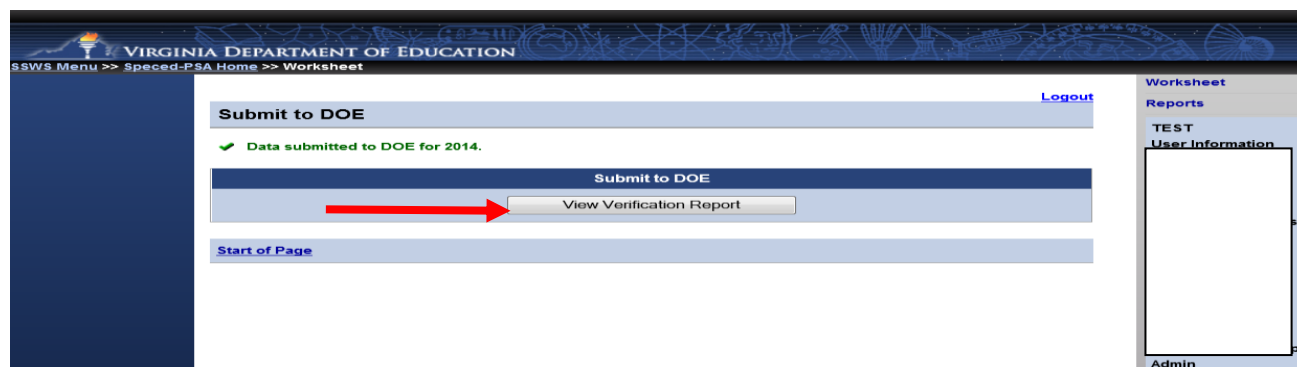 VIRGINIA DEPARTMENT OF EDUCATION
SSWS Menu >> Speced-PSA Home >> Worksheet
Logout
Submit to DOE
Data submitted to DOE for 2014.
Submit to DOE
View Verification Report
Start of Page
Worksheet
Reports
TEST
User Information
Admin